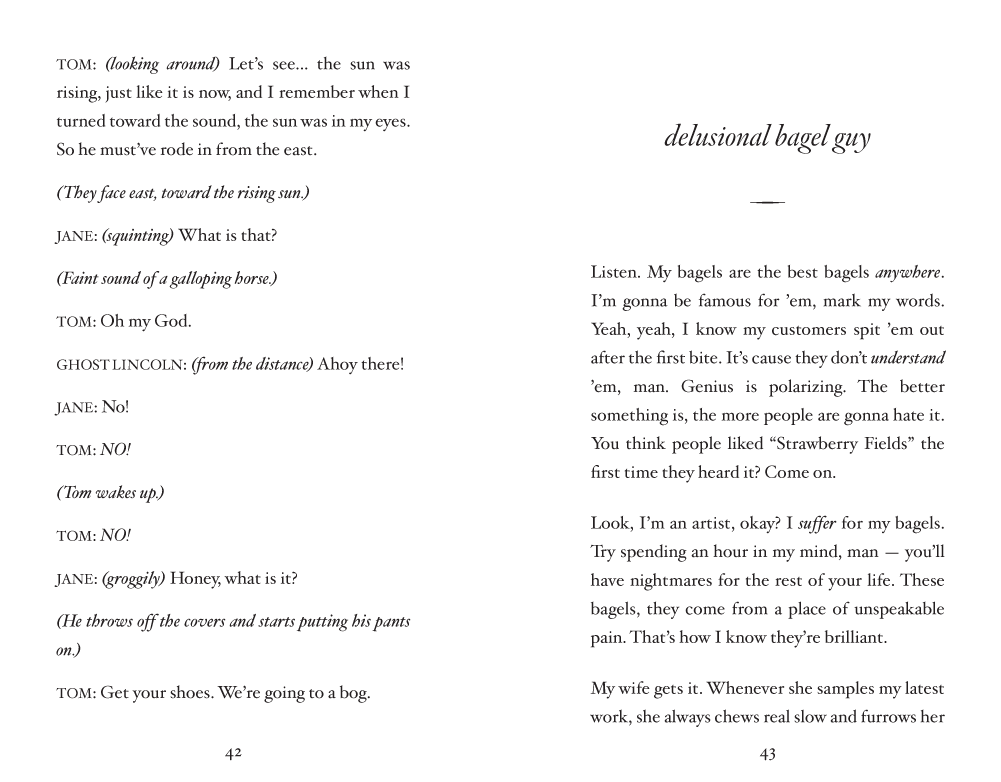 TOM: (looking around) Let’s see... the sun was
rising, just like it is now, and I remember when I
turned toward the sound, the sun was in my eyes.
So he must’ve rode in from the east.
(They face east, toward the rising sun.)
JANE: (squinting) What is that?
(Faint sound of a galloping horse.)
TOM: Oh my God.
GHOST LINCOLN: (from the distance) Ahoy there!
JANE: No!
TOM: NO!
(Tom wakes up.)
TOM: NO!
JANE: (groggily) Honey, what is it?
(He throws off the covers and starts putting his pants
on.)
TOM: Get your shoes. We’re going to a bog.
42
delusional bagel guy
Listen. My bagels are the best bagels anywhere.
I’m gonna be famous for ’em, mark my words.
Yeah, yeah, I know my customers spit ’em out
after the first bite. It’s cause they don’t understand
’em, man. Genius is polarizing. The better
something is, the more people are gonna hate it.
You think people liked “Strawberry Fields” the
first time they heard it? Come on.
Look, I’m an artist, okay? I suffer for my bagels.
Try spending an hour in my mind, man — you’ll
have nightmares for the rest of your life. These
bagels, they come from a place of unspeakable
pain. That’s how I know they’re brilliant.
My wife gets it. Whenever she samples my latest
work, she always chews real slow and furrows her
43